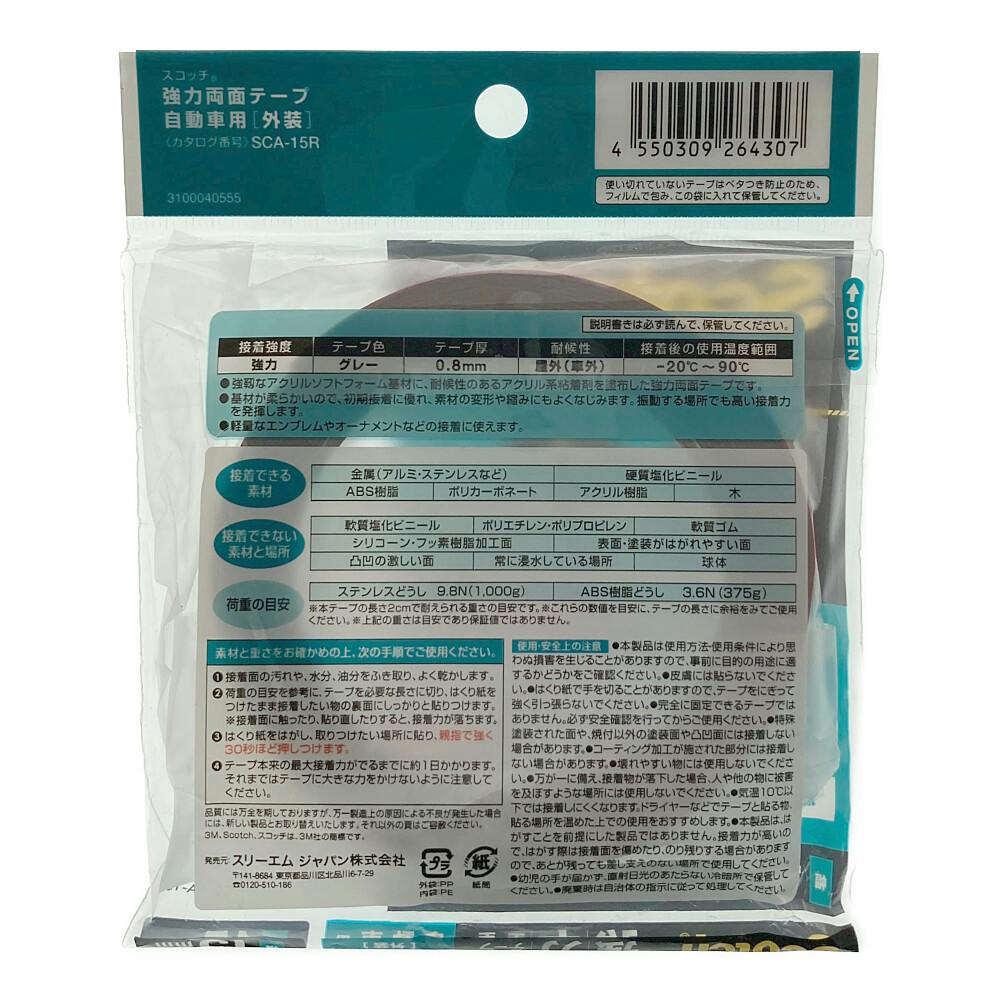 スコッチ®
強力両面テープ
自動車用［外装］
〈カタログ番号〉SCA-15R
3100040555
4 550309 264307
使い切れていないテープはベタつき防止のため、
フィルムで包み、この袋に入れて保管してください。
OPEN
説明書きは必ず読んで、保管してください。
接着強度 テープ色 テープ厚 耐候性 接着後の使用温度範囲
強力 グレー 0.8mm 屋外(車外) －20℃～90℃
●強靱なアクリルソフトフォーム基材に、耐候性のあるアクリル系粘着剤を塗布した強力両面テープです。
●基材が柔らかいので、初期接着に優れ、素材の変形や縮みにもよくなじみます。振動する場所でも高い接着力
を発揮します。
●軽量なエンブレムやオーナメントなどの接着に使えます。
接着できる
素材
金属(アルミ・ステンレスなど) 硬質塩化ビニール
ABS樹脂 ポリカーボネート アクリル樹脂 木
接着できない
素材と場所
軟質塩化ビニール ポリエチレン・ポリプロピレン 軟質ゴム
シリコーン・フッ素樹脂加工面 表面・塗装がはがれやすい面
凸凹の激しい面 常に浸水している場所 球体
荷重の目安
ステンレスどうし 9.8N(1,000g) ABS樹脂どうし 3.6N(375g)
※本テープの長さ2cmで耐えられる重さの目安です。※これらの数値を目安に、テープの長さに余裕をみてご使用
ください。※上記の重さは目安であり保証値ではありません。
素材と重さをお確かめの上、次の手順でご使用ください。
❶接着面の汚れや、水分、油分をふき取り、よく乾かします。
❷荷重の目安を参考に、テープを必要な長さに切り、はくり紙を
つけたまま接着したい物の裏面にしっかりと貼りつけます。
※接着面に触ったり、貼り直したりすると、接着力が落ちます。
❸はくり紙をはがし、取りつけたい場所に貼り、親指で強く
30秒ほど押しつけます。
❹テープ本来の最大接着力がでるまでに約1日かかります。
それまではテープに大きな力をかけないように注意して
ください。
品質には万全を期しておりますが、万一製造上の原因による不良が発生した場合
には、新しい製品とお取り替えいたします。それ以外の責はご容赦ください。
3M、Scotch、スコッチは、3M社の商標です。
発売元 スリーエム ジャパン株式会社
〒141-8684 東京都品川区北品川6-7-29
☎0120-510-186
プラ
外袋:PP
内袋:PE
紙
紙管
使用・安全上の注意 ●本製品は使用方法・使用条件により思
わぬ損害を生じることがありますので、事前に目的の用途に適
するかどうかをご確認ください。●皮膚には貼らないでくださ
い。●はくり紙で手を切ることがありますので、テープをにぎって
強く引っ張らないでください。●完全に固定できるテープでは
ありません。必ず安全確認を行ってからご使用ください。●特殊
塗装された面や、焼付以外の塗装面や凸凹面には接着しない
場合があります。●コーティング加工が施された部分には接着し
ない場合があります。●壊れやすい物には使用しないでくださ
い。●万が一に備え、接着物が落下した場合、人や他の物に被害
を及ぼすような場所には使用しないでください。●気温10℃以
下では接着しにくくなります。ドライヤーなどでテープと貼る物、
貼る場所を温めた上での使用をおすすめします。●本製品は、は
がすことを前提にした製品ではありません。接着力が高いの
で、はがす際は接着面を傷めたり、のり残りする場合があります
ので、あとが残っても差し支えのない場所で使用してください。
●幼児の手が届かず、直射日光のあたらない冷暗所で保管して
ください。●廃棄時は自治体の指示に従って処理してください。